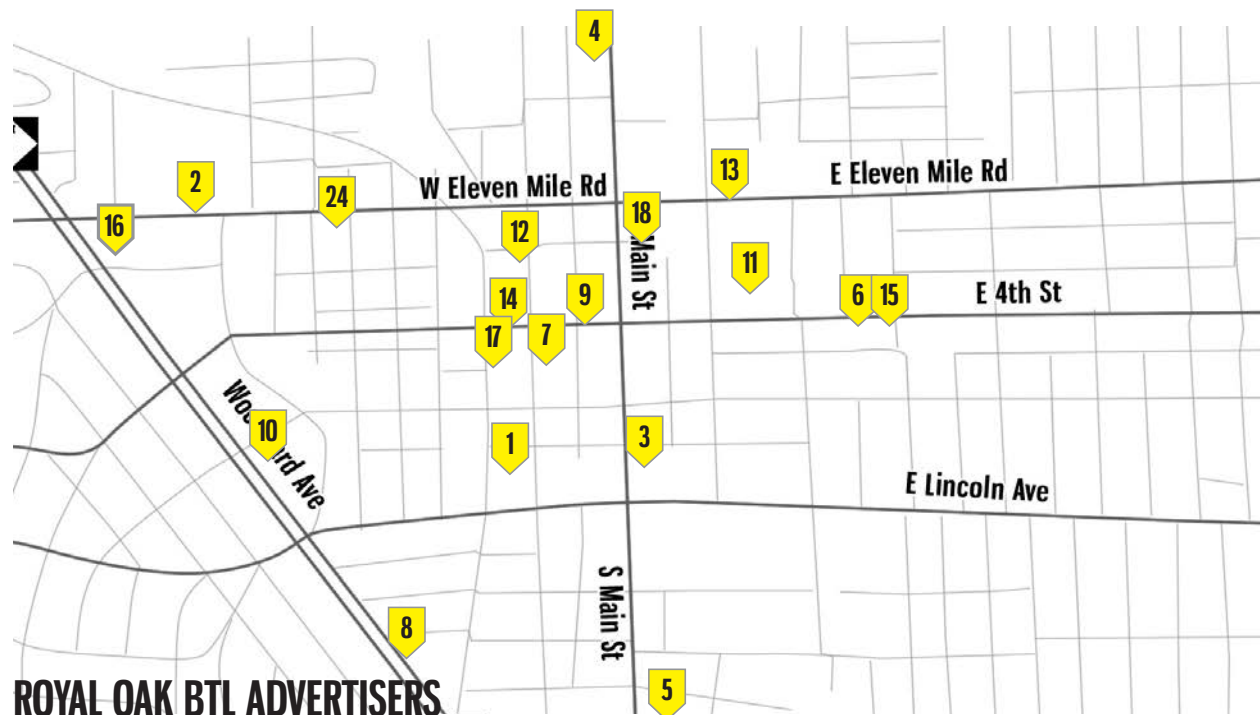 4
13
E Eleven Mile Rd
2
24
W Eleven Mile Rd
18
16
12
Main St
11
14
9
6
15
E 4th St
17
7
10
1
3
E Lincoln Ave
S Main St
8
5
ROYAL OAK BTL ADVERTISERS